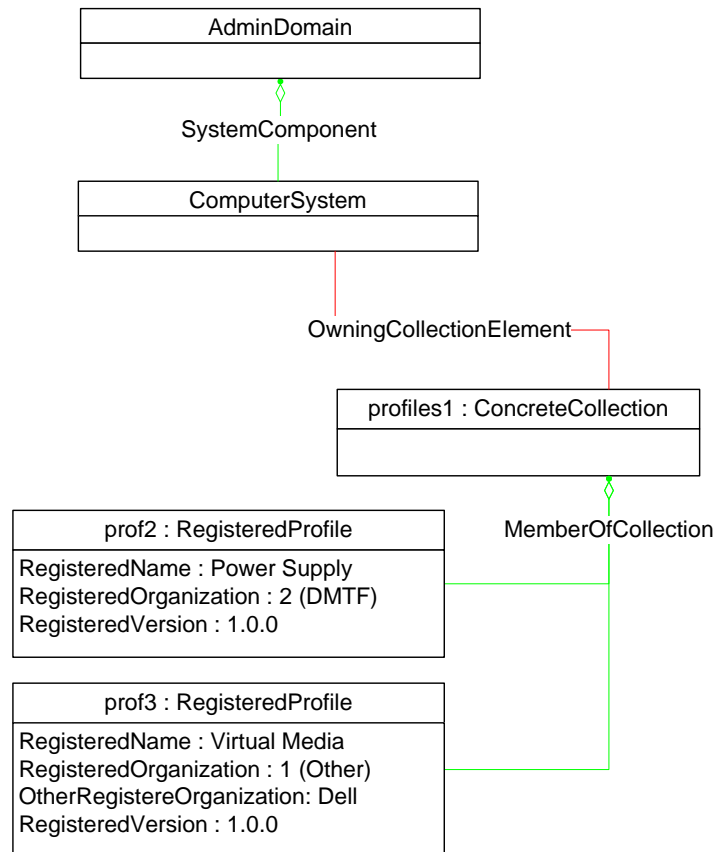 AdminDomain
SystemComponent
ComputerSystem
OwningCollectionElement
profiles1 : ConcreteCollection
MemberOfCollection
prof2 : RegisteredProfile
RegisteredName : Power Supply
RegisteredOrganization : 2 (DMTF)
RegisteredVersion : 1.0.0
prof3 : RegisteredProfile
RegisteredName : Virtual Media
RegisteredOrganization : 1 (Other)
OtherRegistereOrganization: Dell
RegisteredVersion : 1.0.0